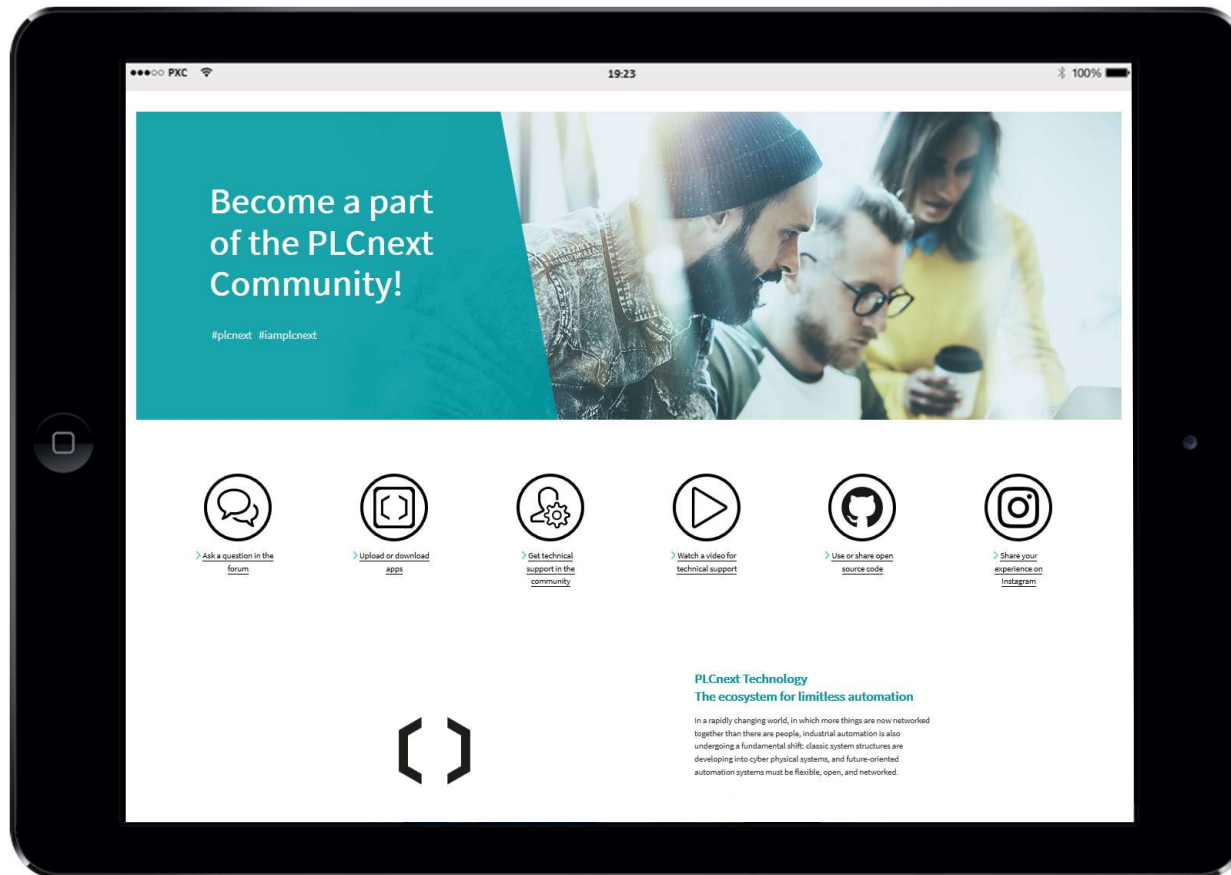 PXC
19:23
100%
Become a part
of the PLCnext
Community!
#plcnext #iamplcnext
Ask a question in the
forum
Upload or download
apps
Get technical
support in the
community
Watch a video for
technical support
Use or share open
source code
Share your
experience on
Instagram
PLCnext Technology
The ecosystem for limitless automation
In a rapidly changing world, in which more things are now networked
together than there are people, industrial automation is also
undergoing a fundamental shift: classic system structures are
developing into cyber physical systems, and future-oriented
automation systems must be flexible, open, and networked.